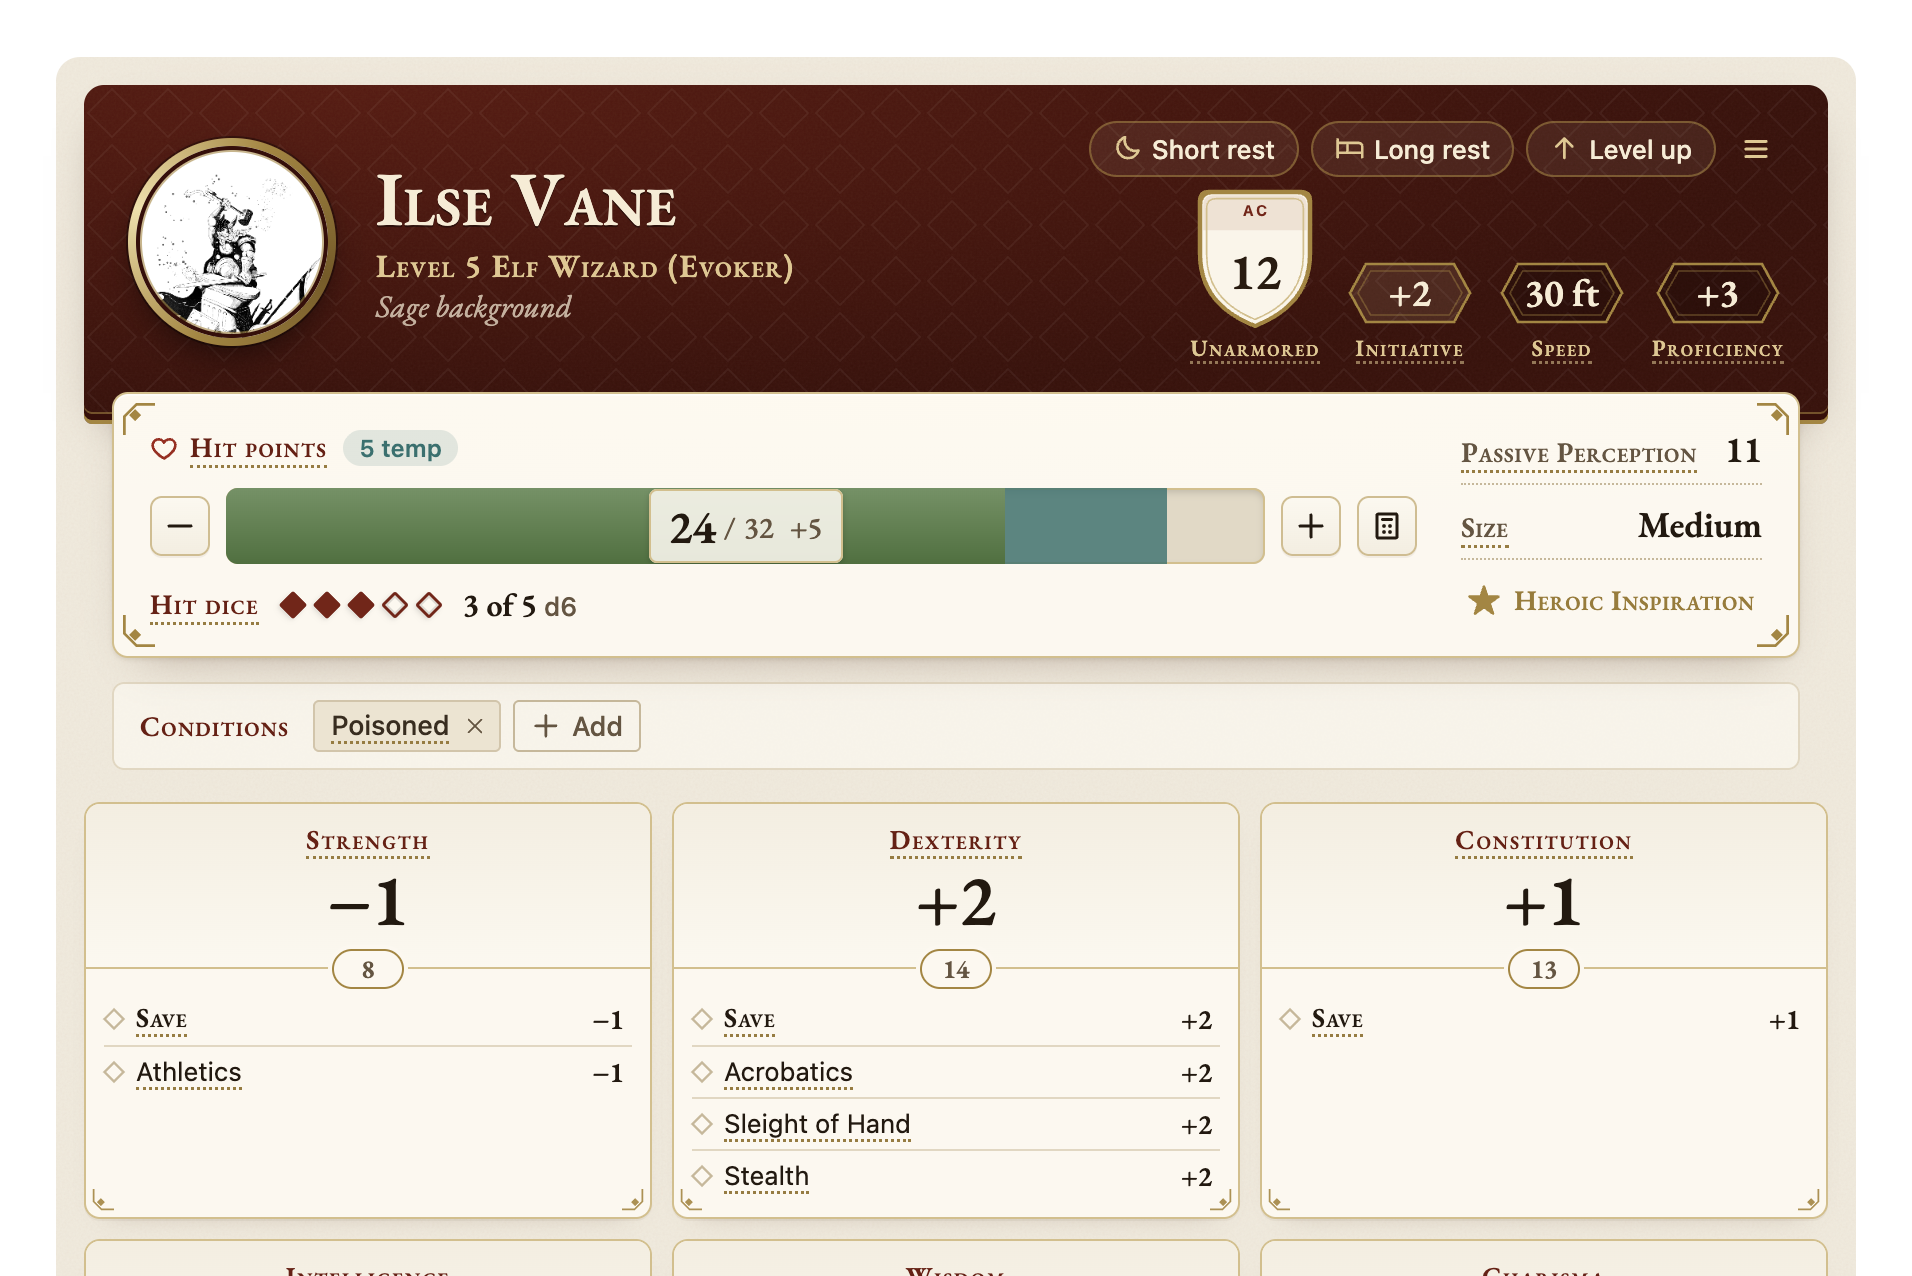 Short rest
Long rest
Level up
Ilse Vane
Level 5 Elf Wizard (Evoker)
Sage background
AC
12
Unarmored
+2
Initiative
30 ft
Speed
+3
Proficiency
Hit points
5 temp
24 / 32 +5
Hit dice
3 of 5 d6
Passive Perception 11
Size Medium
Heroic Inspiration
Conditions
Poisoned
Add
Strength
−1
8
Save −1
Athletics −1
Dexterity
+2
14
Save +2
Acrobatics +2
Sleight of Hand +2
Stealth +2
Constitution
+1
13
Save +1
Intelligence
Wisdom
Charisma